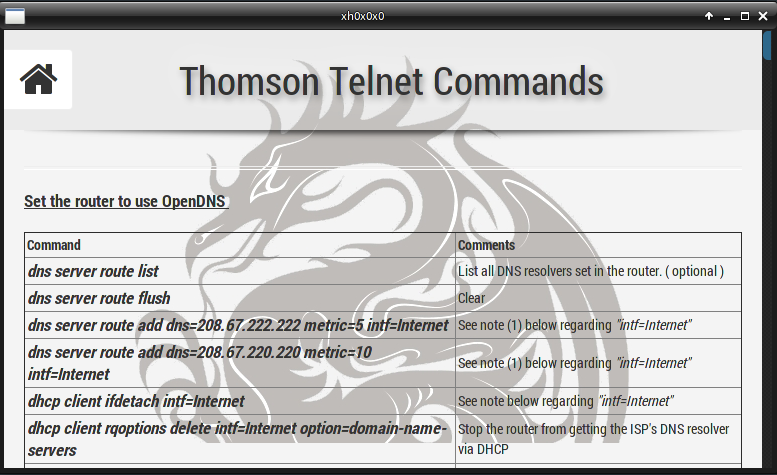 xh0x0x0
Thomson Telnet Commands
Set the router to use OpenDNS
Command Comments
dns server route list List all DNS resolvers set in the router. ( optional )
dns server route flush Clear
dns server route add dns=208.67.222.222 metric=5 intf=Internet See note (1) below regarding "intf=Internet"
dns server route add dns=208.67.220.220 metric=10
intf=Internet See note (1) below regarding "intf=Internet"
dhcp client ifdetach intf=Internet See note below regarding "intf=Internet"
dhcp client rqoptions delete intf=Internet option=domain-name-
servers
Stop the router from getting the ISP's DNS resolver
via DHCP